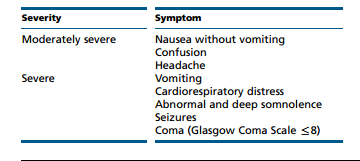 Severity Symptom
Moderately severe Nausea without vomiting
Confusion
Headache
Severe Vomiting
Cardiorespiratory distress
Abnormal and deep somnolence
Seizures
Coma (Glasgow Coma Scale ≤8)